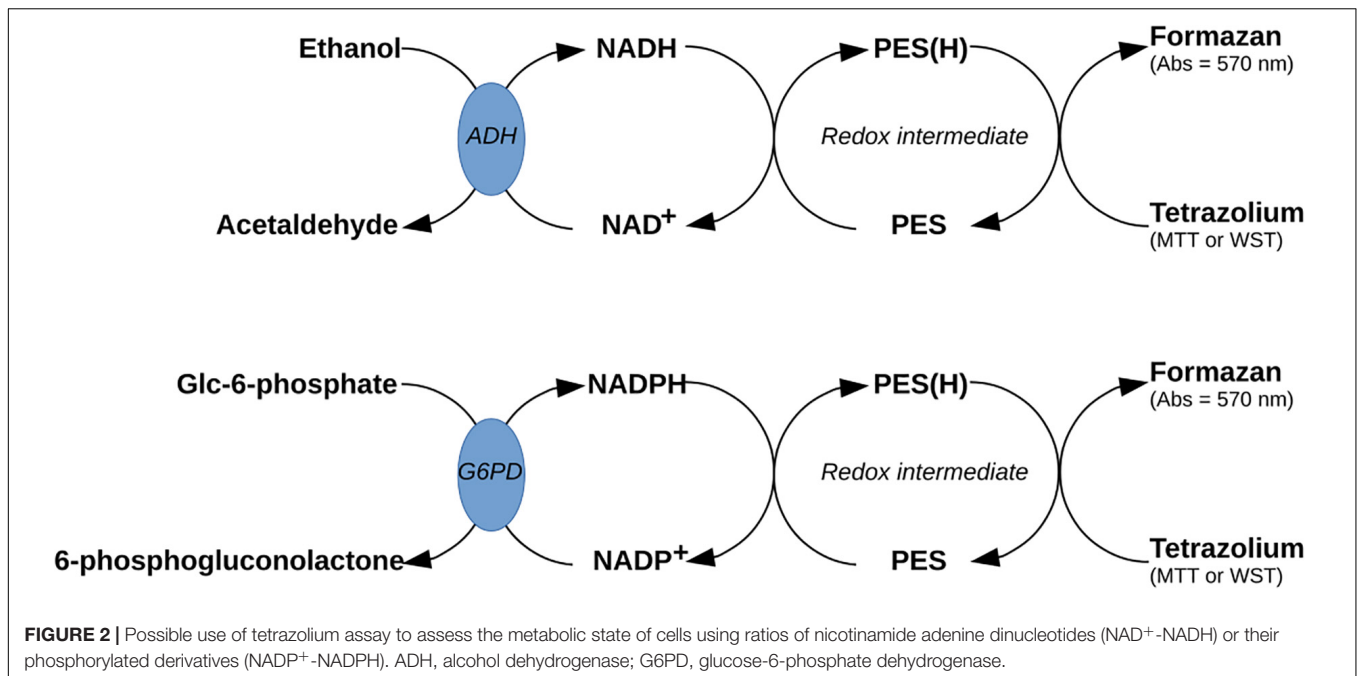 Ethanol NADH PES(H) Formazan
(Abs = 570 nm)
ADH Redox intermediate
Acetaldehyde NAD+ PES Tetrazolium
(MTT or WST)
Glc-6-phosphate NADPH PES(H) Formazan
(Abs = 570 nm)
G6PD Redox intermediate
6-phosphogluconolactone NADP+ PES Tetrazolium
(MTT or WST)
FIGURE 2 | Possible use of tetrazolium assay to assess the metabolic state of cells using ratios of nicotinamide adenine dinucleotides (NAD+-NADH) or their
phosphorylated derivatives (NADP+-NADPH). ADH, alcohol dehydrogenase; G6PD, glucose-6-phosphate dehydrogenase.